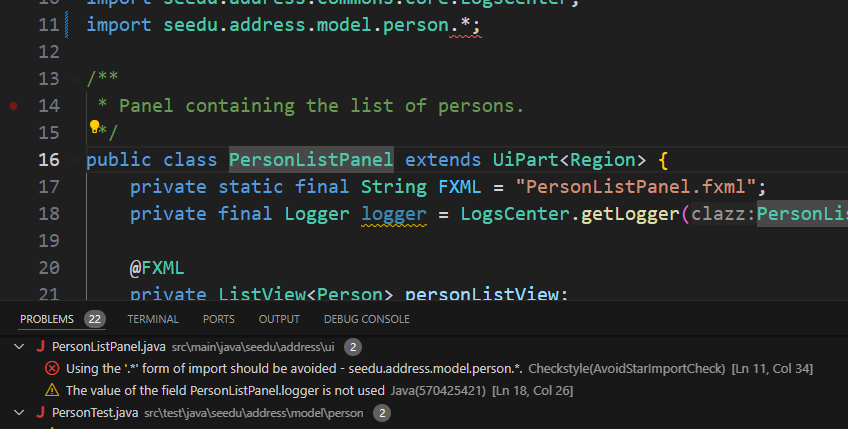 10 import seedu.address.commons.core.LogsCenter;
11 import seedu.address.model.person.*;
12
13 /**
14 * Panel containing the list of persons.
15 */
16 public class PersonListPanel extends UiPart<Region> {
17 private static final String FXML = "PersonListPanel.fxml";
18 private final Logger logger = LogsCenter.getLogger(clazz:PersonLis
19
20 @FXML
21 private ListView<Person> personListView;
PROBLEMS 22 TERMINAL PORTS OUTPUT DEBUG CONSOLE
J PersonListPanel.java src\main\java\seedu\address\ui 2
Using the '.*' form of import should be avoided - seedu.address.model.person.*. Checkstyle(AvoidStarImportCheck) [Ln 11, Col 34]
The value of the field PersonListPanel.logger is not used Java(570425421) [Ln 18, Col 26]
J PersonTest.java src\test\java\seedu\address\model\person 2